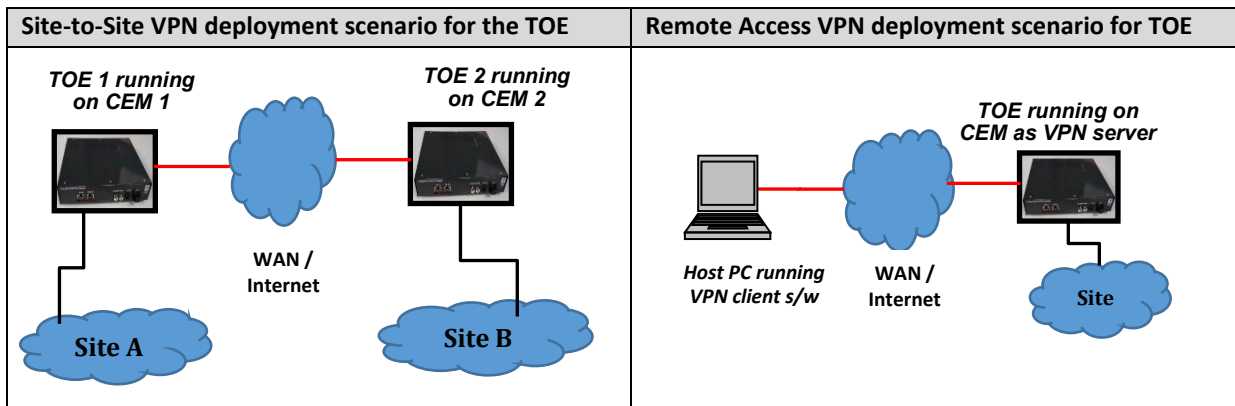 Site-to-Site VPN deployment scenario for the TOE
TOE 1 running
on CEM 1
TOE 2 running
on CEM 2
WAN /
Internet
Site A
Site B
Remote Access VPN deployment scenario for TOE
TOE running on
CEM as VPN server
Host PC running
VPN client s/w
WAN /
Internet
Site